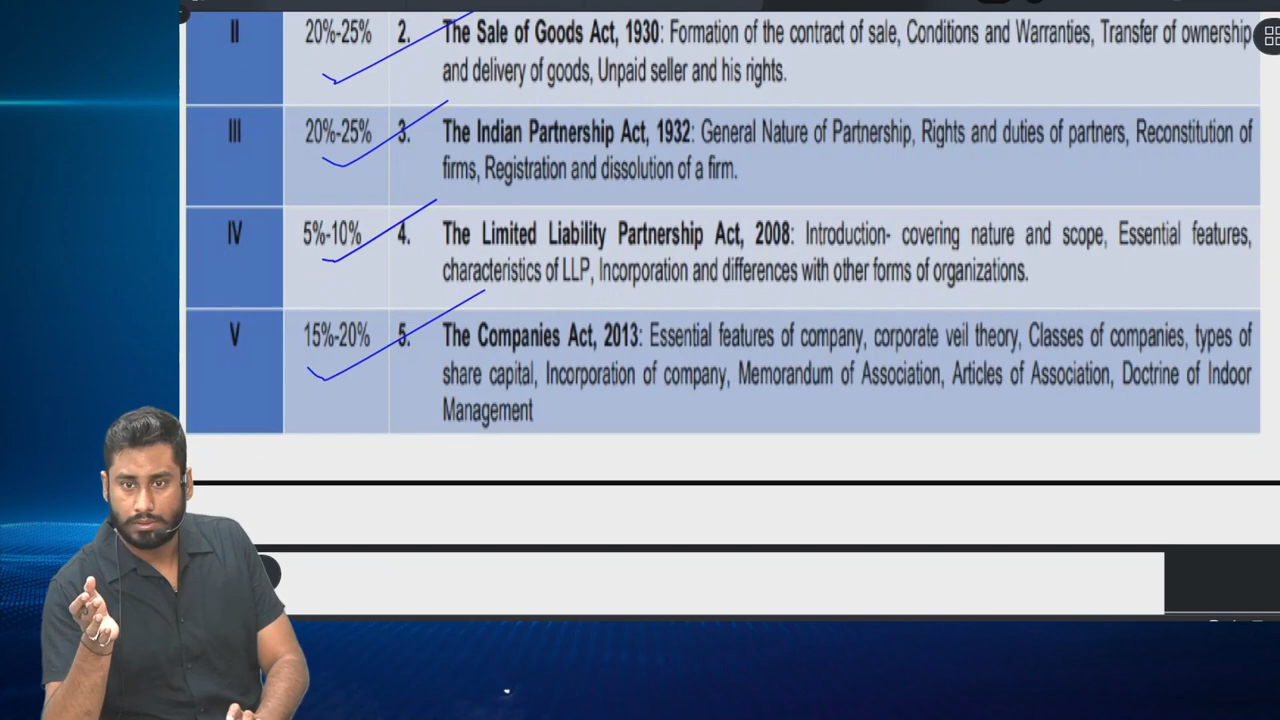 II 20%-25% 2. The Sale of Goods Act, 1930: Formation of the contract of sale, Conditions and Warranties, Transfer of ownership
and delivery of goods, Unpaid seller and his rights.
III 20%-25% 3. The Indian Partnership Act, 1932: General Nature of Partnership, Rights and duties of partners, Reconstitution of
firms, Registration and dissolution of a firm.
IV 5%-10% 4. The Limited Liability Partnership Act, 2008: Introduction- covering nature and scope, Essential features,
characteristics of LLP, Incorporation and differences with other forms of organizations.
V 15%-20% 5. The Companies Act, 2013: Essential features of company, corporate veil theory, Classes of companies, types of
share capital, Incorporation of company, Memorandum of Association, Articles of Association, Doctrine of Indoor
Management